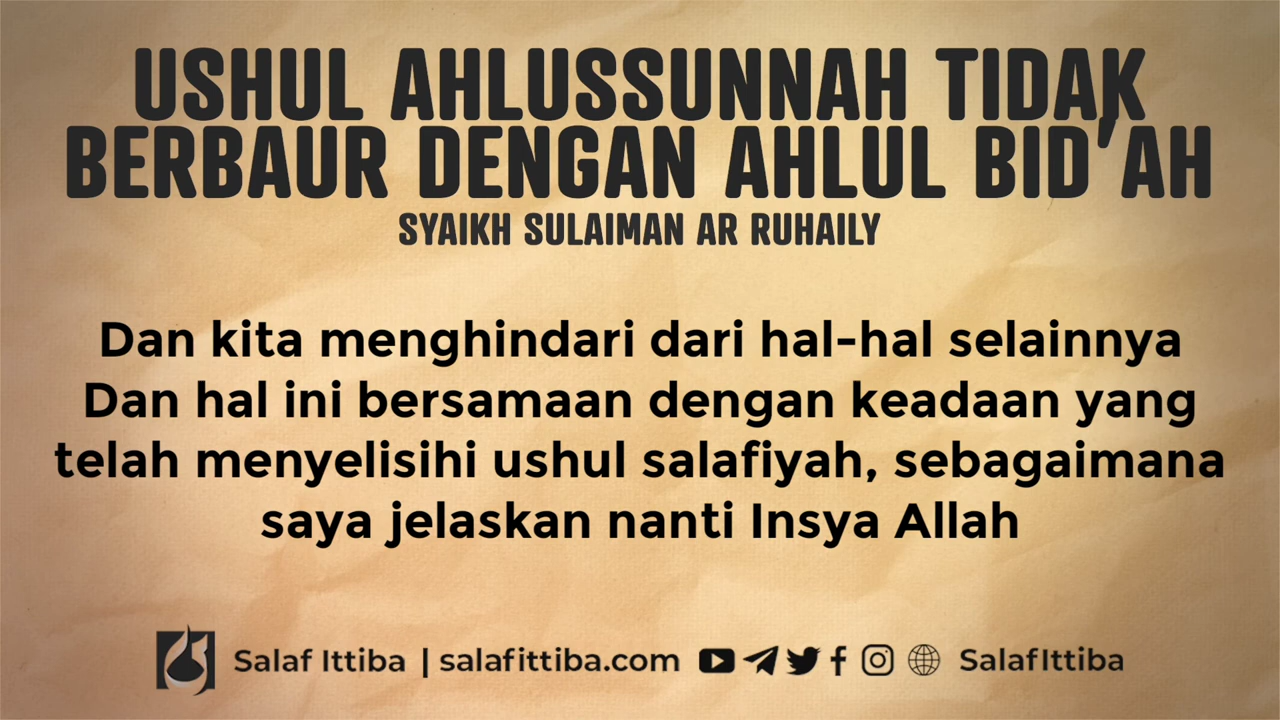 USHUL AHLUSSUNNAH TIDAK
BERBAUR DENGAN AHLUL BID'AH
SYAIKH SULAIMAN AR RUHAILY
Dan kita menghindari dari hal-hal selainnya
Dan hal ini bersamaan dengan keadaan yang
telah menyelisihi ushul salafiyah, sebagaimana
saya jelaskan nanti Insya Allah
Salaf Ittiba | salafittiba.com SalafIttiba